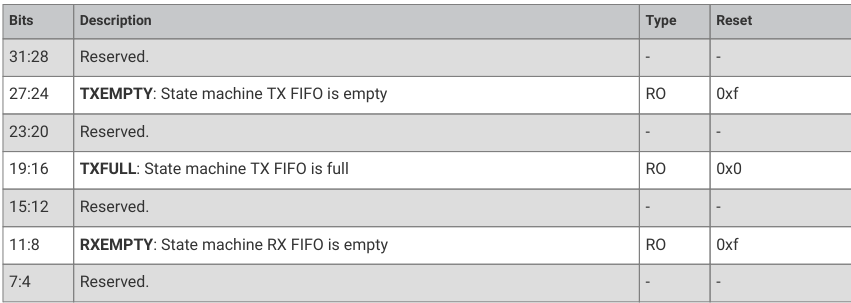 Bits Description Type Reset
31:28 Reserved. - -
27:24 TXEMPTY: State machine TX FIFO is empty RO 0xf
23:20 Reserved. - -
19:16 TXFULL: State machine TX FIFO is full RO 0x0
15:12 Reserved. - -
11:8 RXEMPTY: State machine RX FIFO is empty RO 0xf
7:4 Reserved. - -